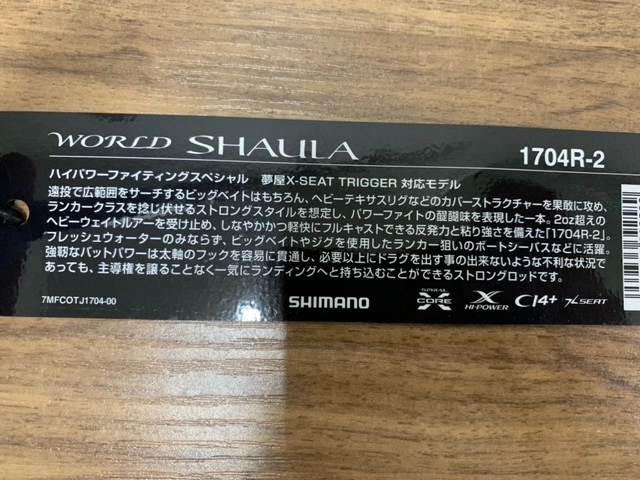 WORLD SHAULA 1704R-2
ハイパワーファイティングスペシャル 夢屋X-SEAT TRIGGER 対応モデル
遠投で広範囲をサーチするビッグベイトはもちろん、ヘビーテキサスリグなどのカバーストラクチャーを果敢に攻め、
ランカークラスを捻じ伏せるストロングスタイルを想定し、パワーファイトの醍醐味を表現した一本。2oz超えの
ヘビーウェイトルアーを受け止め、しなやかかつ軽快にフルキャストできる反発力と粘り強さを備えた「1704R-2」。
フレッシュウォーターのみならず、ビッグベイトやジグを使用したランカー狙いのボートシーバスなどに活躍。
強靭なバットパワーは太軸のフックを容易に貫通し、必要以上にドラグを出す事の出来ないような不利な状況で
あっても、主導権を譲ることなく一気にランディングへと持ち込むことができるストロングロッドです。
7MFCOTJ1704-00 SHIMANO SPIRAL X CORE X HI-POWER CI4+ SEAT